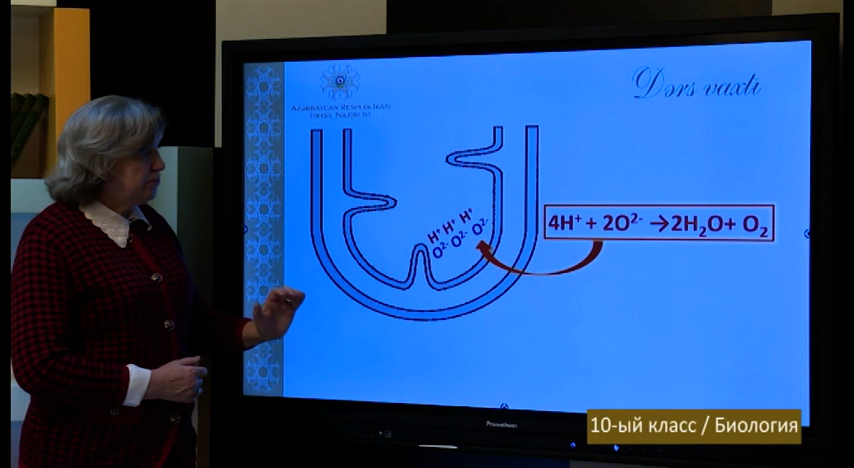 AZƏRBAYCAN RESPUBLİKASI
TƏHSİL NAZİRLİYİ
Dərs vaxtı
H⁺ H⁺ H⁺
O²⁻ O²⁻ O²⁻
4H⁺ + 2O²⁻ →2H₂O+ O₂
Promethean
10-ый класс / Биология